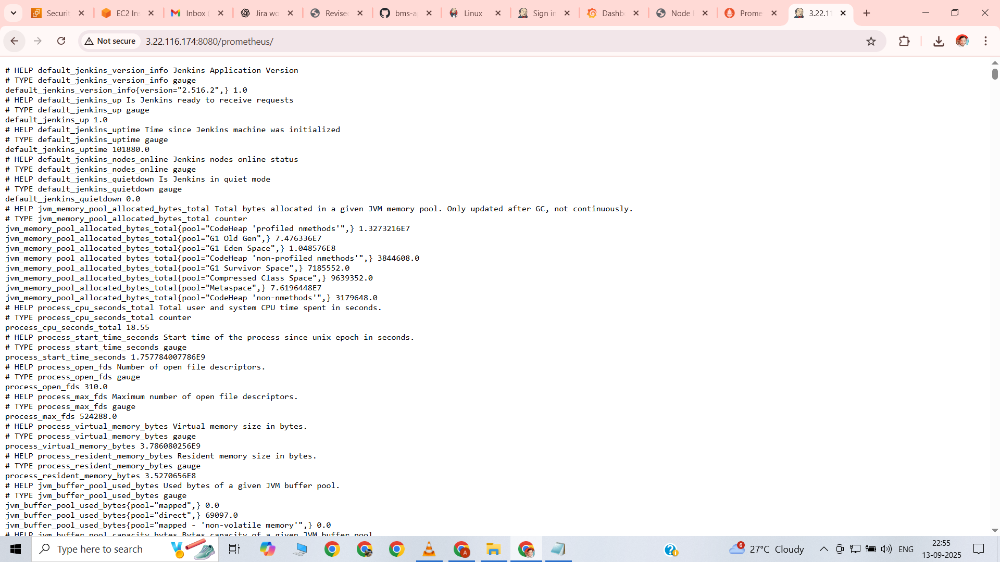 Securit
EC2 Ins
Inbox (
Jira wo
Revised
bms-a
Linux
Sign in
Dashb
Node
Prome
3.22.11
Not secure
3.22.116.174:8080/prometheus/
# HELP default_jenkins_version_info Jenkins Application Version
# TYPE default_jenkins_version_info gauge
default_jenkins_version_info{version="2.516.2",} 1.0
# HELP default_jenkins_up Is Jenkins ready to receive requests
# TYPE default_jenkins_up gauge
default_jenkins_up 1.0
# HELP default_jenkins_uptime Time since Jenkins machine was initialized
# TYPE default_jenkins_uptime gauge
default_jenkins_uptime 101880.0
# HELP default_jenkins_nodes_online Jenkins nodes online status
# TYPE default_jenkins_nodes_online gauge
# HELP default_jenkins_quietdown Is Jenkins in quiet mode
# TYPE default_jenkins_quietdown gauge
default_jenkins_quietdown 0.0
# HELP jvm_memory_pool_allocated_bytes_total Total bytes allocated in a given JVM memory pool. Only updated after GC, not continuously.
# TYPE jvm_memory_pool_allocated_bytes_total counter
jvm_memory_pool_allocated_bytes_total{pool="CodeHeap 'profiled nmethods'",} 1.3273216E7
jvm_memory_pool_allocated_bytes_total{pool="G1 Old Gen",} 7.476336E7
jvm_memory_pool_allocated_bytes_total{pool="G1 Eden Space",} 1.048576E8
jvm_memory_pool_allocated_bytes_total{pool="CodeHeap 'non-profiled nmethods'",} 3844608.0
jvm_memory_pool_allocated_bytes_total{pool="G1 Survivor Space",} 7185552.0
jvm_memory_pool_allocated_bytes_total{pool="Compressed Class Space",} 9639352.0
jvm_memory_pool_allocated_bytes_total{pool="Metaspace",} 7.6196448E7
jvm_memory_pool_allocated_bytes_total{pool="CodeHeap 'non-nmethods'",} 3179648.0
# HELP process_cpu_seconds_total Total user and system CPU time spent in seconds.
# TYPE process_cpu_seconds_total counter
process_cpu_seconds_total 18.55
# HELP process_start_time_seconds Start time of the process since unix epoch in seconds.
# TYPE process_start_time_seconds gauge
process_start_time_seconds 1.757784007786E9
# HELP process_open_fds Number of open file descriptors.
# TYPE process_open_fds gauge
process_open_fds 310.0
# HELP process_max_fds Maximum number of open file descriptors.
# TYPE process_max_fds gauge
process_max_fds 524288.0
# HELP process_virtual_memory_bytes Virtual memory size in bytes.
# TYPE process_virtual_memory_bytes gauge
process_virtual_memory_bytes 3.786080256E9
# HELP process_resident_memory_bytes Resident memory size in bytes.
# TYPE process_resident_memory_bytes gauge
process_resident_memory_bytes 3.5270656E8
# HELP jvm_buffer_pool_used_bytes Used bytes of a given JVM buffer pool.
# TYPE jvm_buffer_pool_used_bytes gauge
jvm_buffer_pool_used_bytes{pool="mapped",} 0.0
jvm_buffer_pool_used_bytes{pool="direct",} 69097.0
jvm_buffer_pool_used_bytes{pool="mapped - 'non-volatile memory'",} 0.0
# HELP jvm_buffer_pool_capacity_bytes Bytes capacity of a given JVM buffer pool
Type here to search
A
6
27°C Cloudy
ENG
22:55
13-09-2025